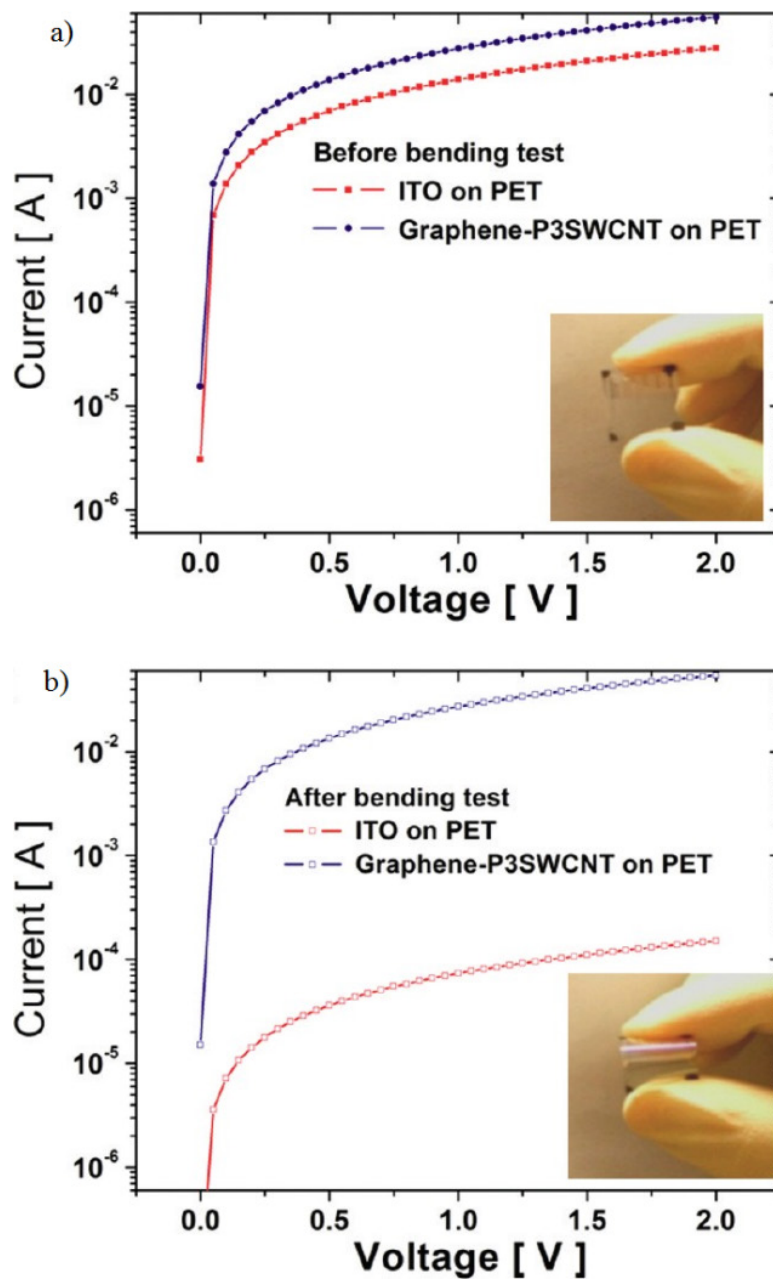 a)
10⁻²
10⁻³
10⁻⁴
10⁻⁵
10⁻⁶
Current [ A ]
Before bending test
ITO on PET
Graphene-P3SWCNT on PET
0.0 0.5 1.0 1.5 2.0
Voltage [ V ]
b)
10⁻²
10⁻³
10⁻⁴
10⁻⁵
10⁻⁶
Current [ A ]
After bending test
ITO on PET
Graphene-P3SWCNT on PET
0.0 0.5 1.0 1.5 2.0
Voltage [ V ]